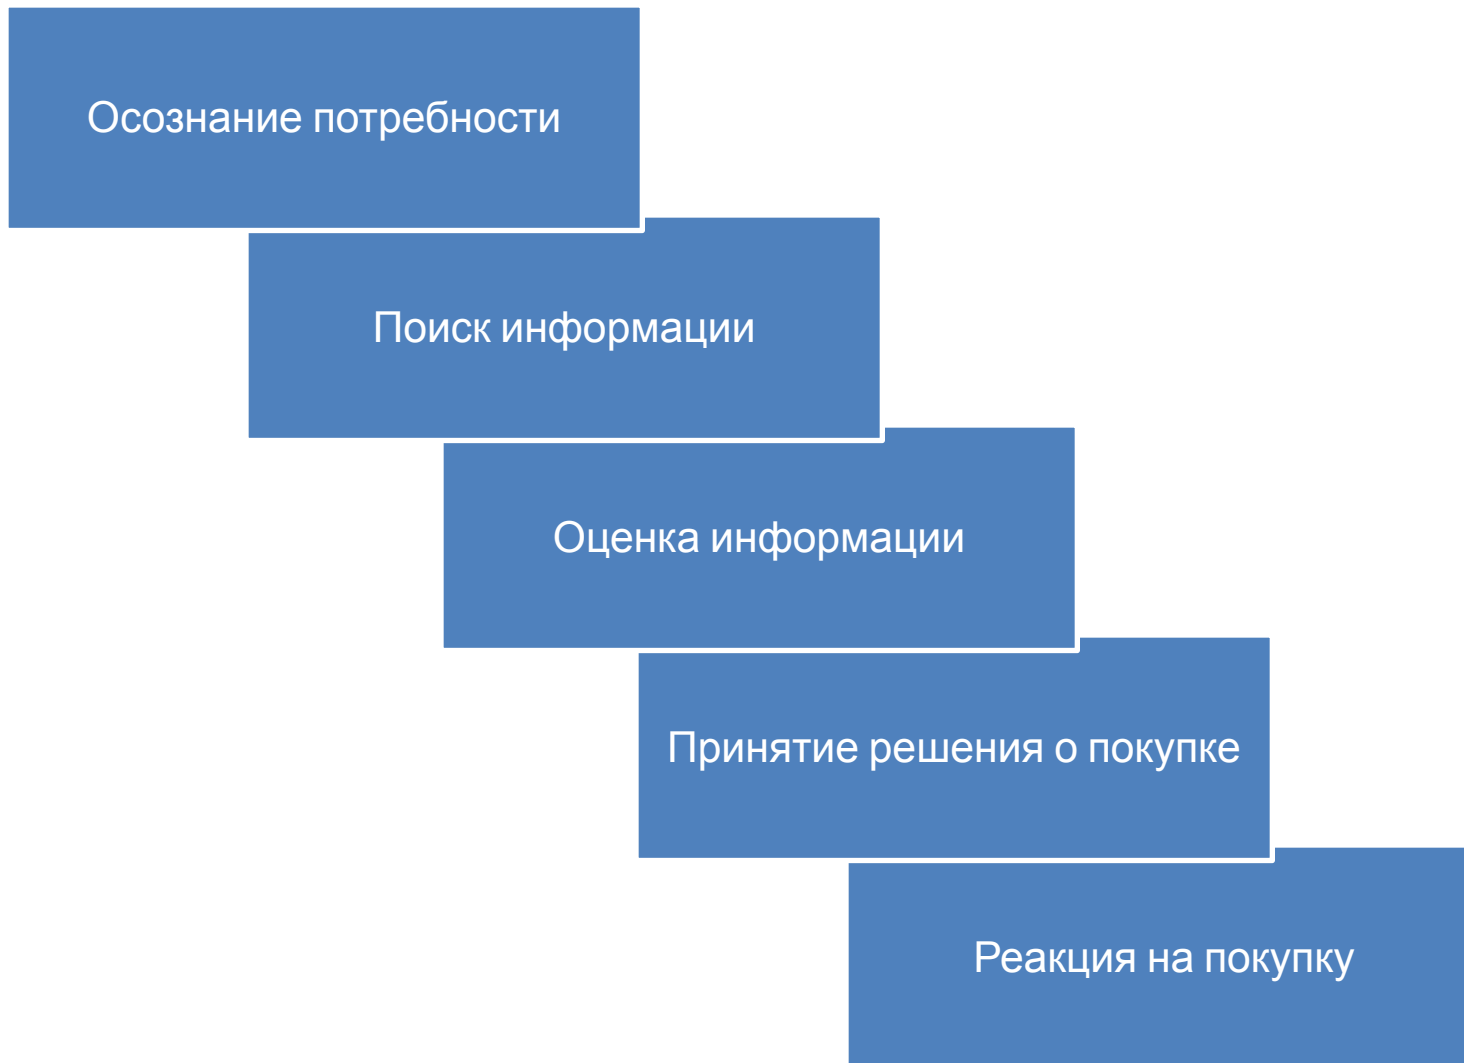 Осознание потребности
Поиск информации
Оценка информации
Принятие решения о покупке
Реакция на покупку